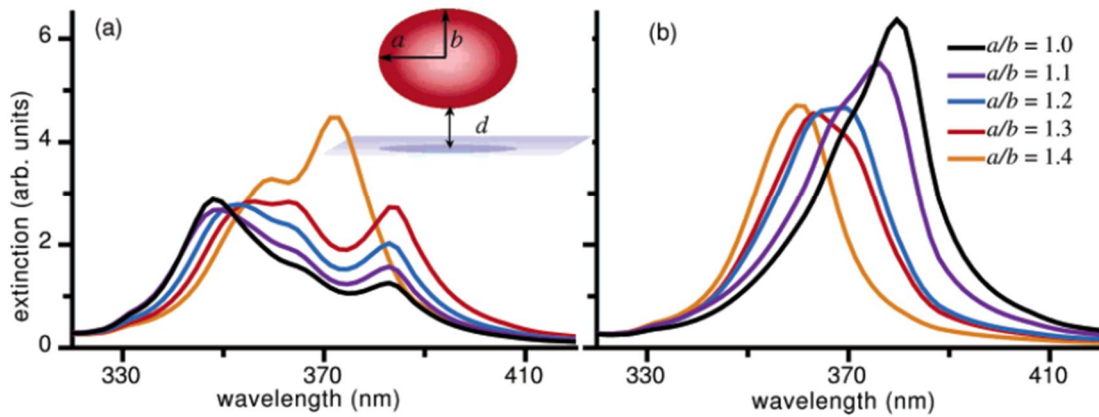 (a)
a
b
d
6
4
2
0
extinction (arb. units)
330
370
410
wavelength (nm)
(b)
a/b = 1.0
a/b = 1.1
a/b = 1.2
a/b = 1.3
a/b = 1.4
330
370
410
wavelength (nm)